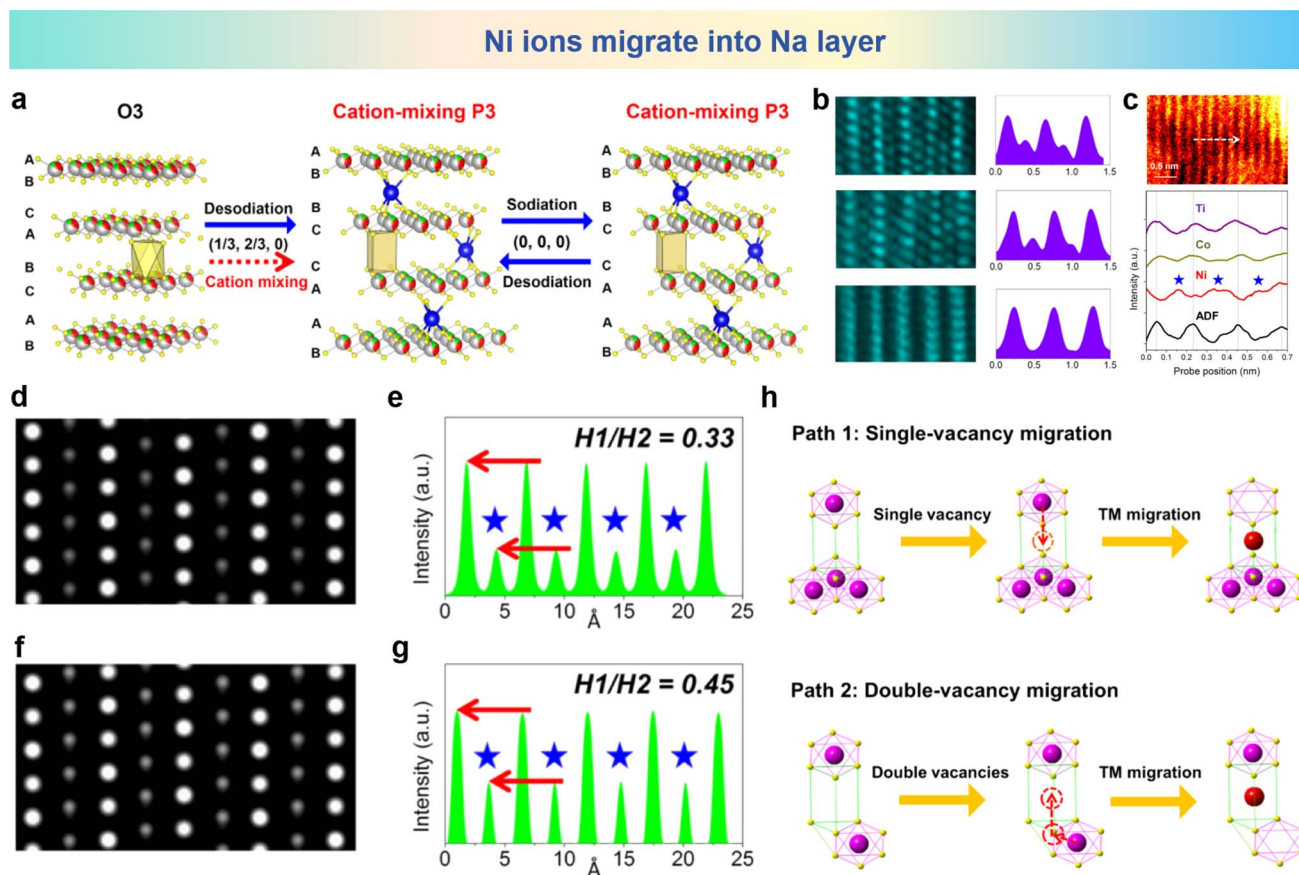 Ni ions migrate into Na layer
a
O3
Cation-mixing P3
Cation-mixing P3
A
B
C
A
B
C
A
B
Desodiation
(1/3, 2/3, 0)
Cation mixing
A
B
B
C
C
A
A
B
Sodiation
(0, 0, 0)
Desodiation
A
B
B
C
C
A
A
B
b
0.0 0.5 1.0 1.5
0.0 0.5 1.0 1.5
0.0 0.5 1.0 1.5
c
0.5 nm
Intensity (a.u.)
Ti
Co
Ni
ADF
0.0 0.1 0.2 0.3 0.4 0.5 0.6 0.7
Probe position (nm)
d
e
H1/H2 = 0.33
Intensity (a.u.)
0 5 10 15 20 25
Å
f
g
H1/H2 = 0.45
Intensity (a.u.)
0 5 10 15 20 25
Å
h
Path 1: Single-vacancy migration
Single vacancy
TM migration
Path 2: Double-vacancy migration
Double vacancies
TM migration